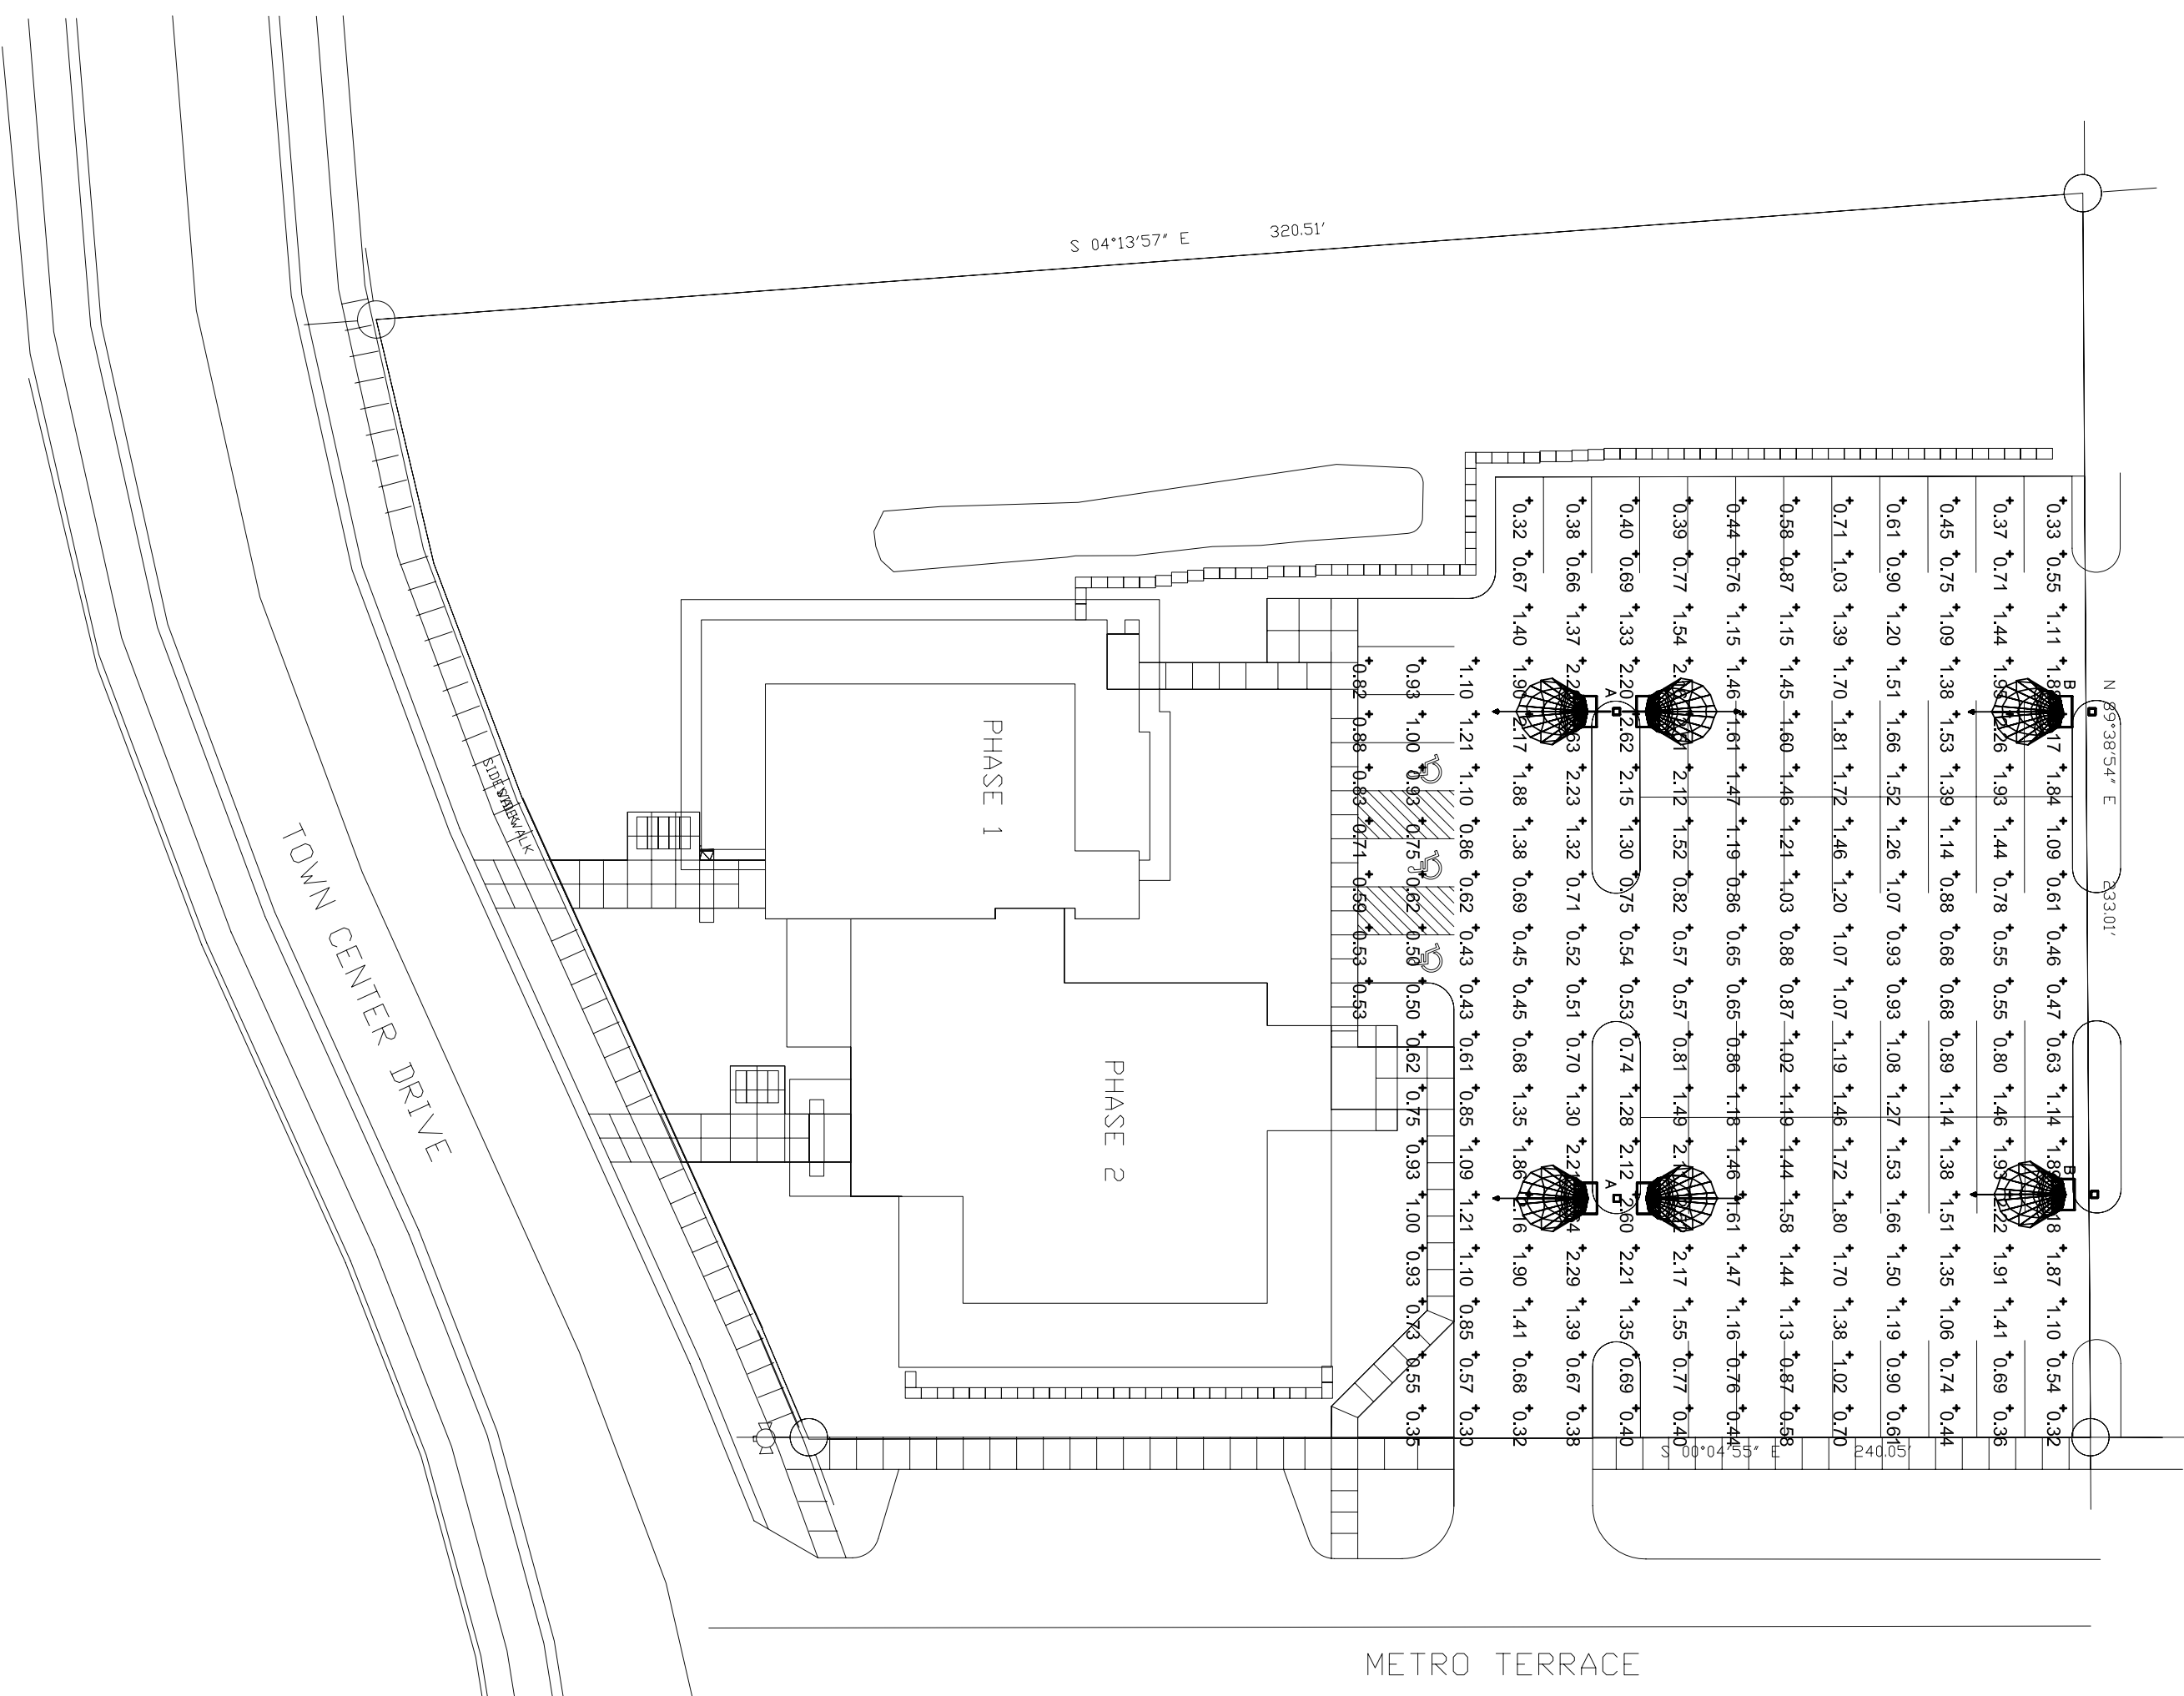 S 04°13'57" E 320.51'
0.32 0.38 0.40 0.39 0.44 0.58 0.71 0.61 0.45 0.37 0.33
0.67 0.66 0.69 0.77 0.76 0.87 1.03 0.90 0.75 0.71 0.55
1.40 1.37 1.33 1.54 1.15 1.15 1.39 1.20 1.09 1.44 1.11
0.82 0.93 1.10 1.90 2.20 1.46 1.45 1.70 1.51 1.38
A B
0.88 1.00 1.21 2.17 2.62 1.61 1.60 1.81 1.66 1.53
N 89°38'54" E 233.01'
PHASE 1
0.83 0.93 1.10 1.88 2.23 2.15 2.12 1.47 1.46 1.72 1.52 1.39 1.93 1.84
SIDEWALK
SIDEWALK
0.71 0.75 0.86 1.38 1.32 1.30 1.52 1.19 1.21 1.46 1.26 1.14 1.44 1.09
0.59 0.62 0.62 0.69 0.71 0.75 0.82 0.86 1.03 1.20 1.07 0.88 0.78 0.61
TOWN CENTER DRIVE
0.53 0.50 0.43 0.45 0.52 0.54 0.57 0.65 0.88 1.07 0.93 0.68 0.55 0.46
0.53 0.50 0.43 0.45 0.51 0.53 0.57 0.65 0.87 1.07 0.93 0.68 0.55 0.47
0.62 0.61 0.68 0.70 0.74 0.81 0.86 1.02 1.19 1.08 0.89 0.80 0.63
PHASE 2
0.75 0.85 1.35 1.30 1.28 1.49 1.18 1.19 1.46 1.27 1.14 1.46 1.14
0.93 1.09 1.86 2.21 2.12 1.46 1.44 1.72 1.53 1.38 1.93
A B
1.00 1.21 2.16 2.60 1.61 1.58 1.80 1.66 1.51 2.22
0.93 1.10 1.90 2.29 2.21 2.17 1.47 1.44 1.70 1.50 1.35 1.91 1.87
0.73 0.85 1.41 1.39 1.35 1.55 1.16 1.13 1.38 1.19 1.06 1.41 1.10
0.55 0.57 0.68 0.67 0.69 0.77 0.76 0.87 1.02 0.90 0.74 0.69 0.54
0.35 0.30 0.32 0.38 0.40 0.40 0.44 0.58 0.70 0.61 0.44 0.36 0.32
S 00°04'55" E 240.05'
METRO TERRACE